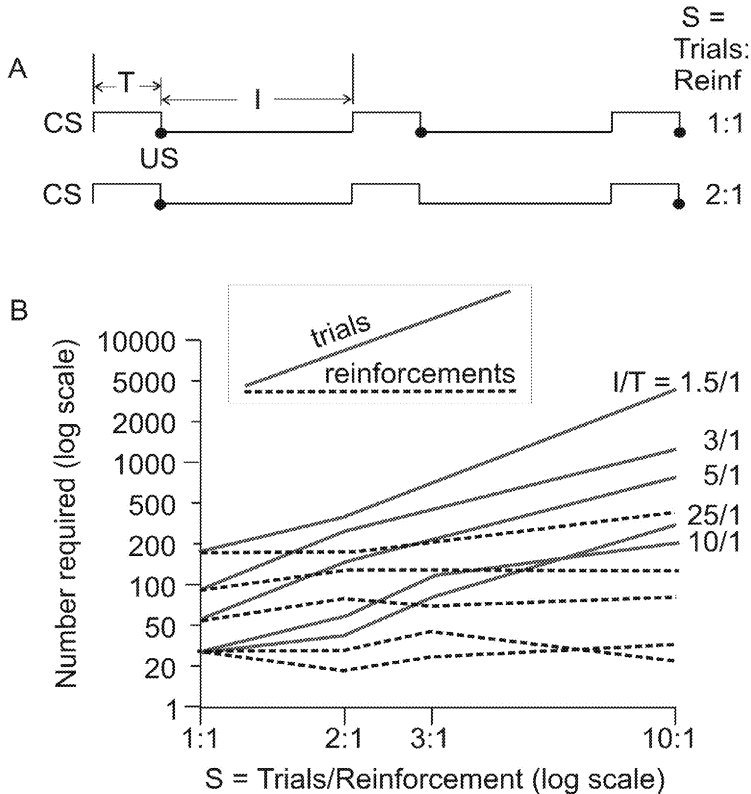 S =
Trials:
Reinf
A
T
I
CS
1:1
US
CS
2:1
B
trials
reinforcements
Number required (log scale)
10000
5000
2000
1000
500
200
100
50
20
1
I/T = 1.5/1
3/1
5/1
25/1
10/1
1:1 2:1 3:1 10:1
S = Trials/Reinforcement (log scale)